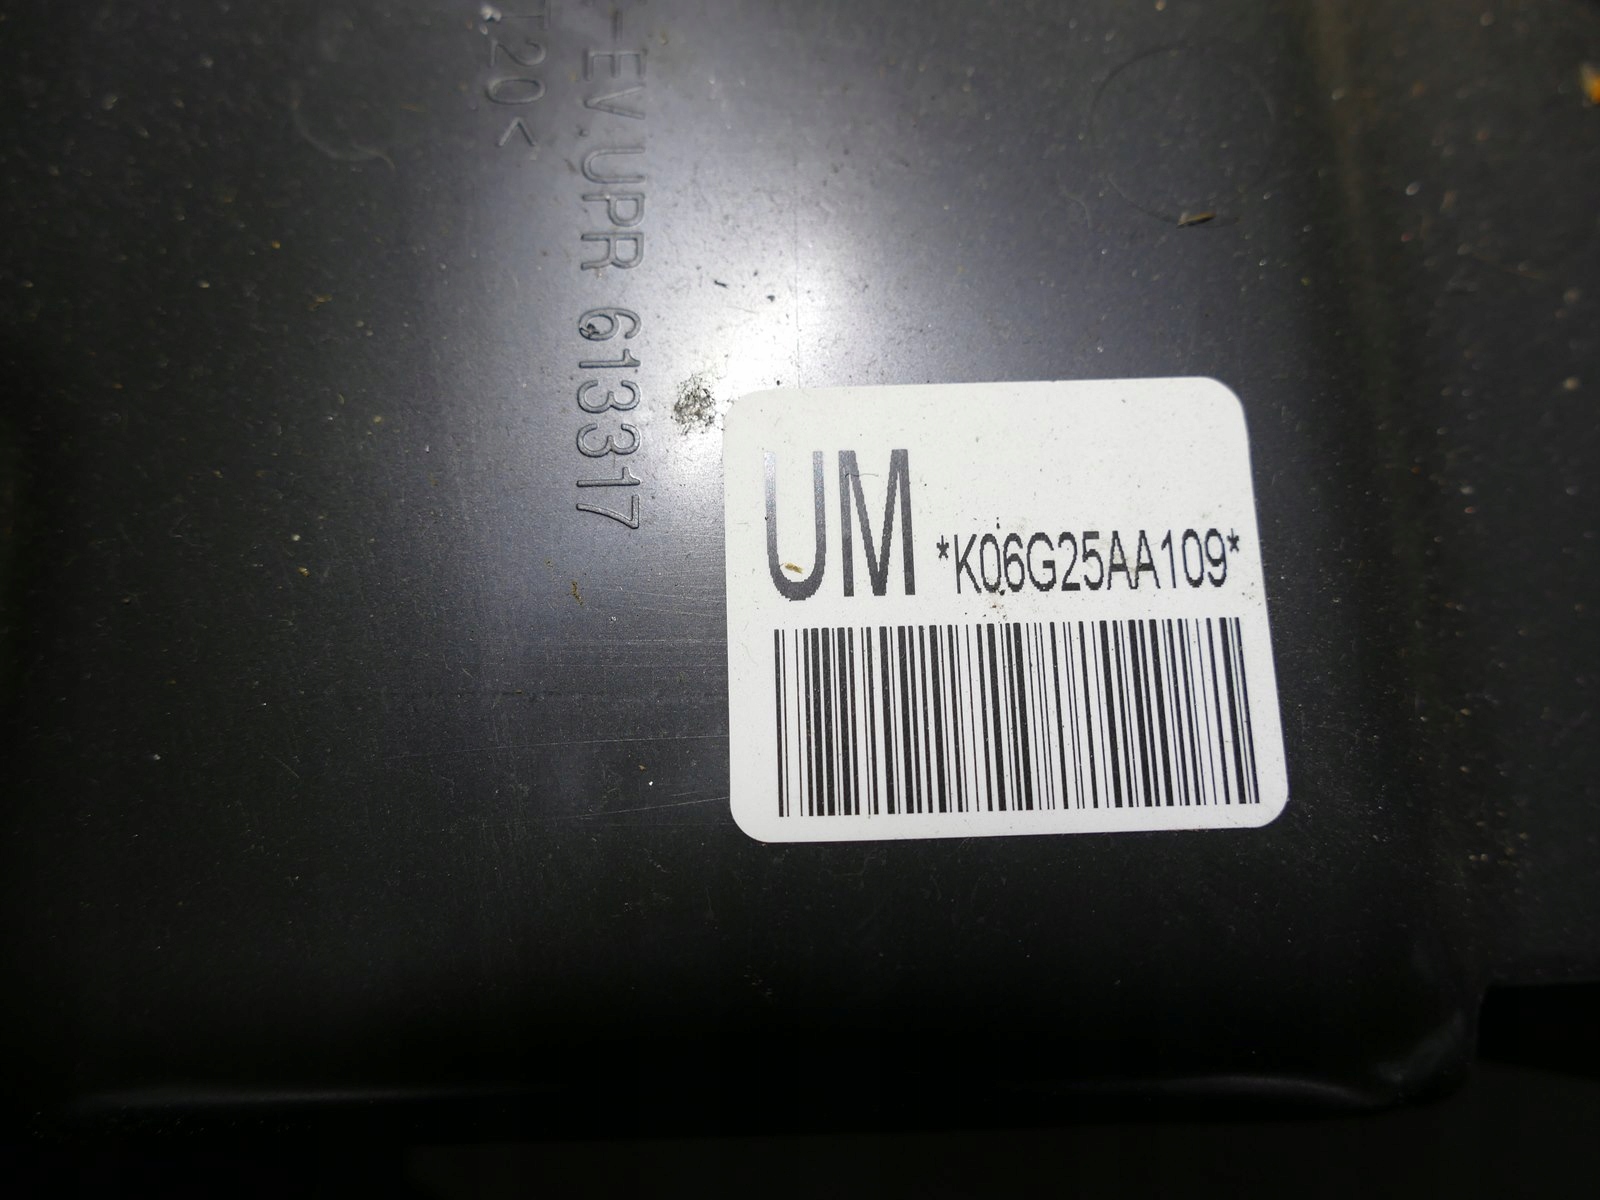 -EV.UPR 613317
T20<
UM *K06G25AA109*